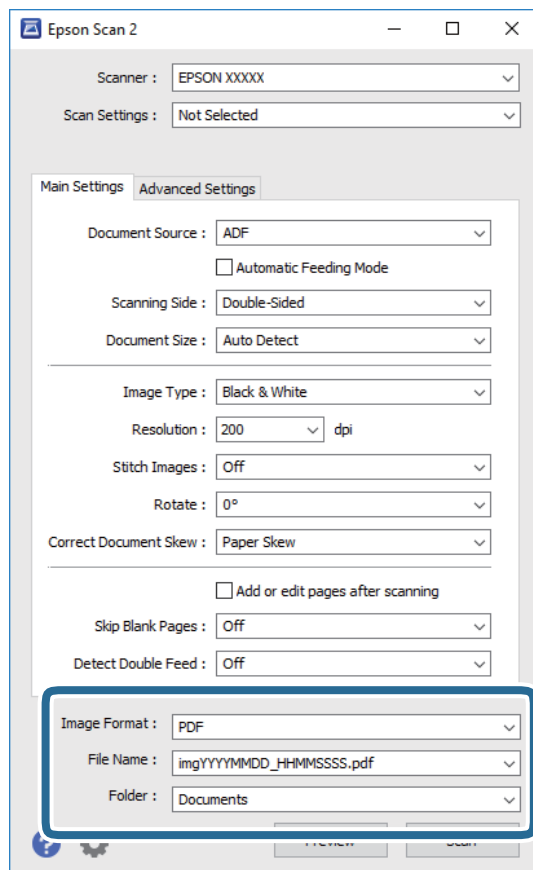 Epson Scan 2
Scanner : EPSON XXXXX
Scan Settings : Not Selected
Main Settings Advanced Settings
Document Source : ADF
Automatic Feeding Mode
Scanning Side : Double-Sided
Document Size : Auto Detect
Image Type : Black & White
Resolution : 200 dpi
Stitch Images : Off
Rotate : 0°
Correct Document Skew : Paper Skew
Add or edit pages after scanning
Skip Blank Pages : Off
Detect Double Feed : Off
Image Format : PDF
File Name : imgYYYYMMDD_HHMMSSSS.pdf
Folder : Documents
? Preview Scan